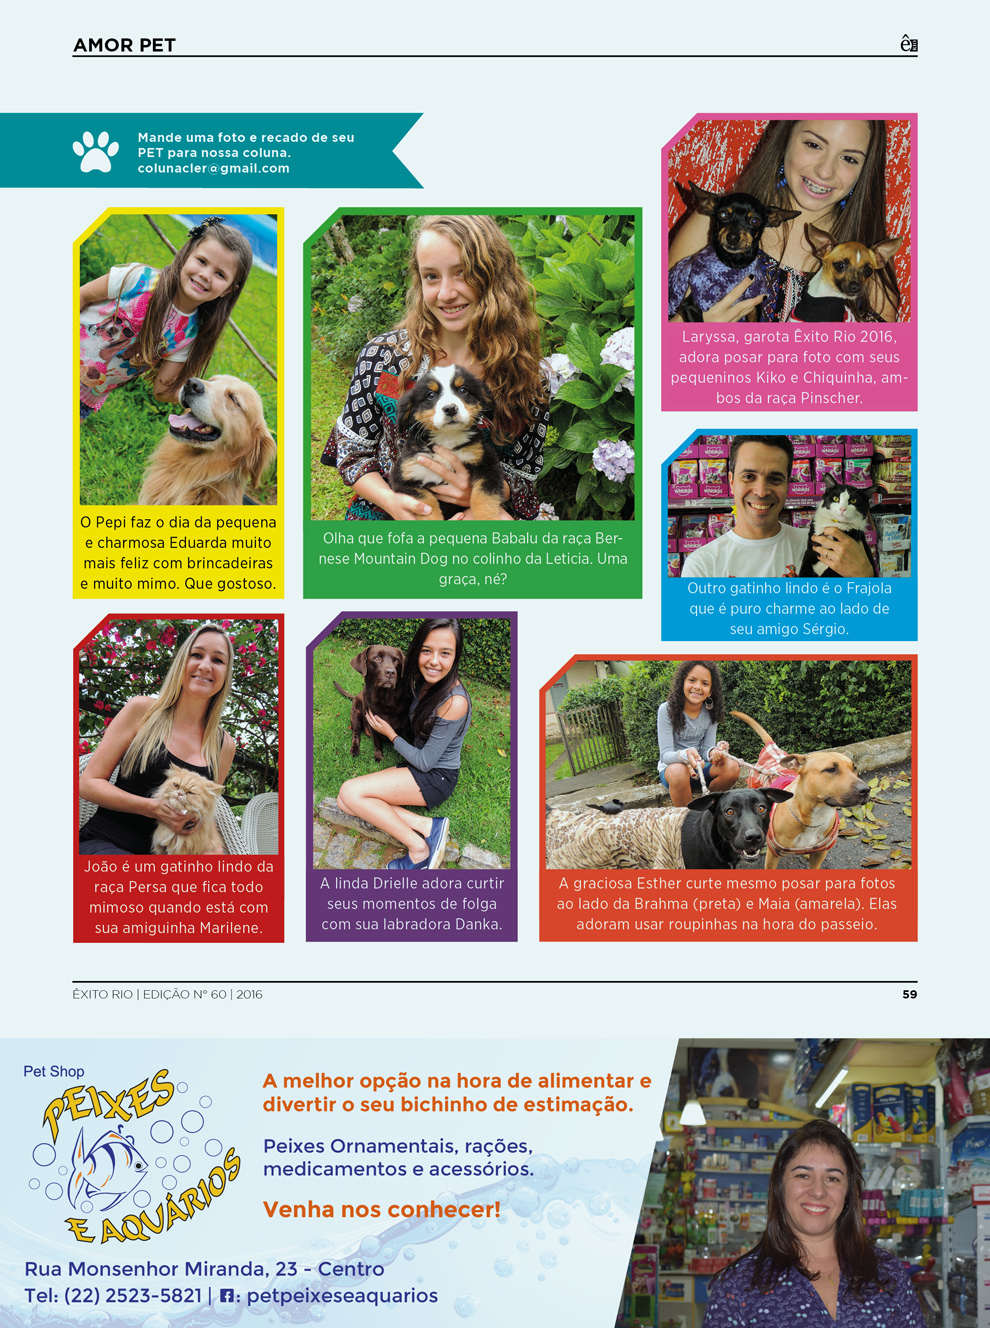 AMOR PET
ê
Mande uma foto e recado de seu
PET para nossa coluna.
colunacier@gmail.com
O Pepi faz o dia da pequena
e charmosa Eduarda muito
mais feliz com brincadeiras
e muito mimo. Que gostoso.
Olha que fofa a pequena Babalu da raça Ber-
nese Mountain Dog no colinho da Leticia. Uma
graça, né?
Laryssa, garota Êxito Rio 2016,
adora posar para foto com seus
pequeninos Kiko e Chiquinha, am-
bos da raça Pinscher.
Outro gatinho lindo é o Frajola
que é puro charme ao lado de
seu amigo Sérgio.
João é um gatinho lindo da
raça Persa que fica todo
mimoso quando está com
sua amiguinha Marilene.
A linda Drielle adora curtir
seus momentos de folga
com sua labradora Danka.
A graciosa Esther curte mesmo posar para fotos
ao lado da Brahma (preta) e Maia (amarela). Elas
adoram usar roupinhas na hora do passeio.
ÊXITO RIO | EDIÇÃO N° 60 | 2016
59
Pet Shop
PEIXES
E AQUÁRIOS
A melhor opção na hora de alimentar e
divertir o seu bichinho de estimação.
Peixes Ornamentais, rações,
medicamentos e acessórios.
Venha nos conhecer!
Rua Monsenhor Miranda, 23 - Centro
Tel: (22) 2523-5821 | f: petpeixeseaquarios